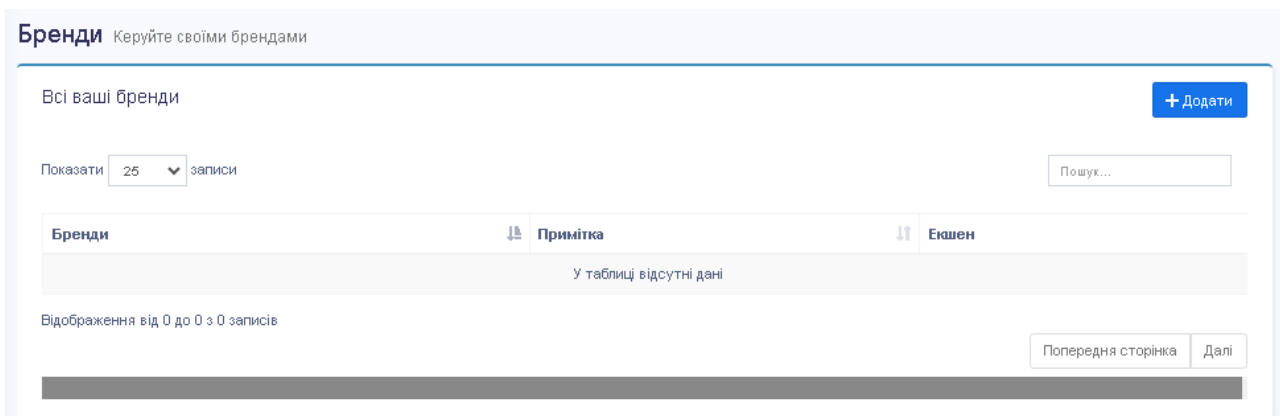 Бренди Керуйте своїми брендами
Всі ваші бренди
Додати
Показати 25 записи
Пошук...
Бренди Примітка Екшен
У таблиці відсутні дані
Відображення від 0 до 0 з 0 записів
Попередня сторінка Далі